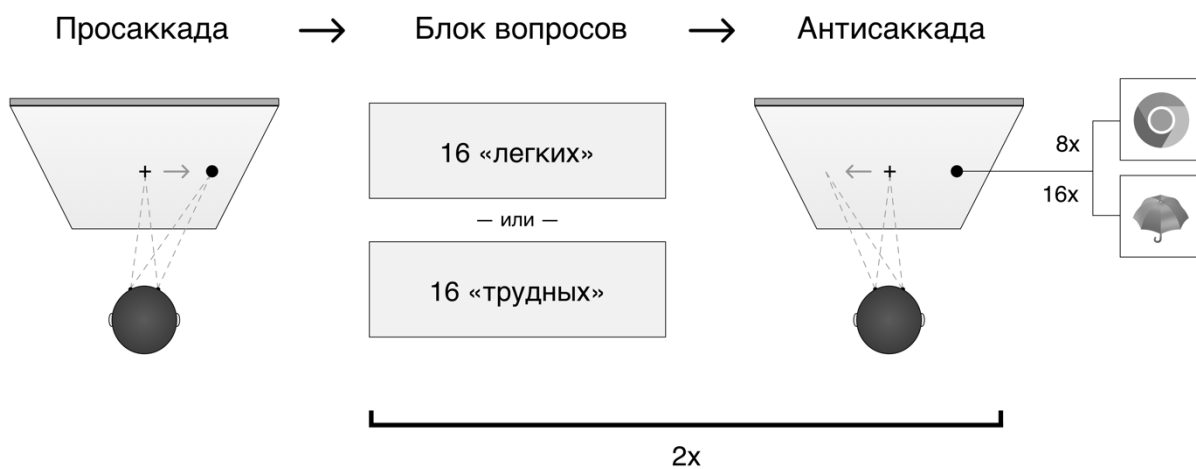 Просаккада → Блок вопросов → Антисаккада
16 «легких»
— или —
16 «трудных»
8x
16x
2x